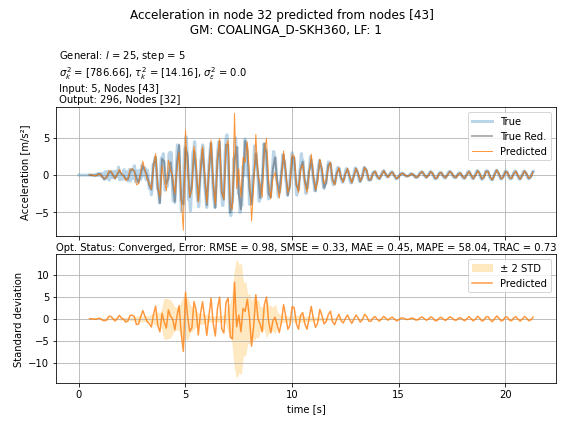 Acceleration in node 32 predicted from nodes [43]
GM: COALINGA_D-SKH360, LF: 1
General: l = 25, step = 5
σ_k² = [786.66], τ_k² = [14.16], σ_ε² = 0.0
Input: 5, Nodes [43]
Output: 296, Nodes [32]
Acceleration [m/s²]
5
0
−5
True
True Red.
Predicted
Opt. Status: Converged, Error: RMSE = 0.98, SMSE = 0.33, MAE = 0.45, MAPE = 58.04, TRAC = 0.73
Standard deviation
10
5
0
−5
−10
± 2 STD
Predicted
0 5 10 15 20
time [s]